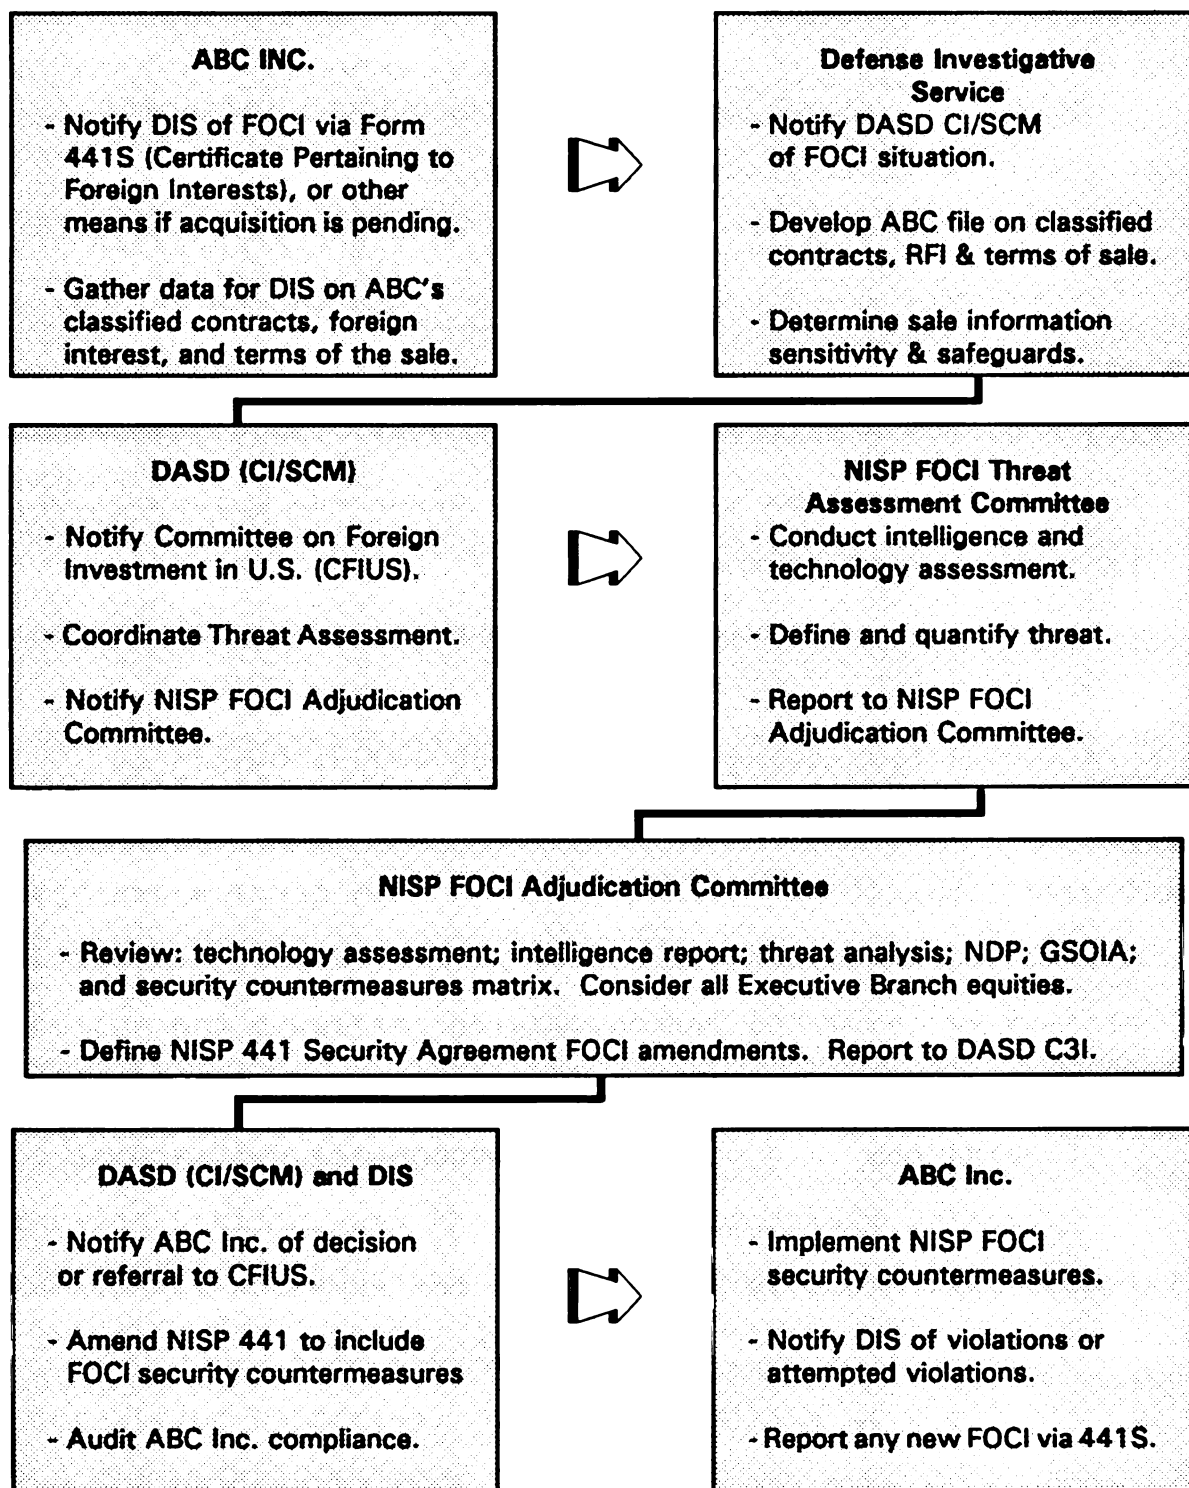 ABC INC.
- Notify DIS of FOCI via Form
441S (Certificate Pertaining to
Foreign Interests), or other
means if acquisition is pending.
- Gather data for DIS on ABC's
classified contracts, foreign
interest, and terms of the sale.
Defense Investigative
Service
- Notify DASD CI/SCM
of FOCI situation.
- Develop ABC file on classified
contracts, RFI & terms of sale.
- Determine sale information
sensitivity & safeguards.
DASD (CI/SCM)
- Notify Committee on Foreign
Investment in U.S. (CFIUS).
- Coordinate Threat Assessment.
- Notify NISP FOCI Adjudication
Committee.
NISP FOCI Threat
Assessment Committee
- Conduct intelligence and
technology assessment.
- Define and quantify threat.
- Report to NISP FOCI
Adjudication Committee.
NISP FOCI Adjudication Committee
- Review: technology assessment; intelligence report; threat analysis; NDP; GSOIA;
and security countermeasures matrix. Consider all Executive Branch equities.
- Define NISP 441 Security Agreement FOCI amendments. Report to DASD C3I.
DASD (CI/SCM) and DIS
- Notify ABC Inc. of decision
or referral to CFIUS.
- Amend NISP 441 to include
FOCI security countermeasures
- Audit ABC Inc. compliance.
ABC Inc.
- Implement NISP FOCI
security countermeasures.
- Notify DIS of violations or
attempted violations.
- Report any new FOCI via 441S.